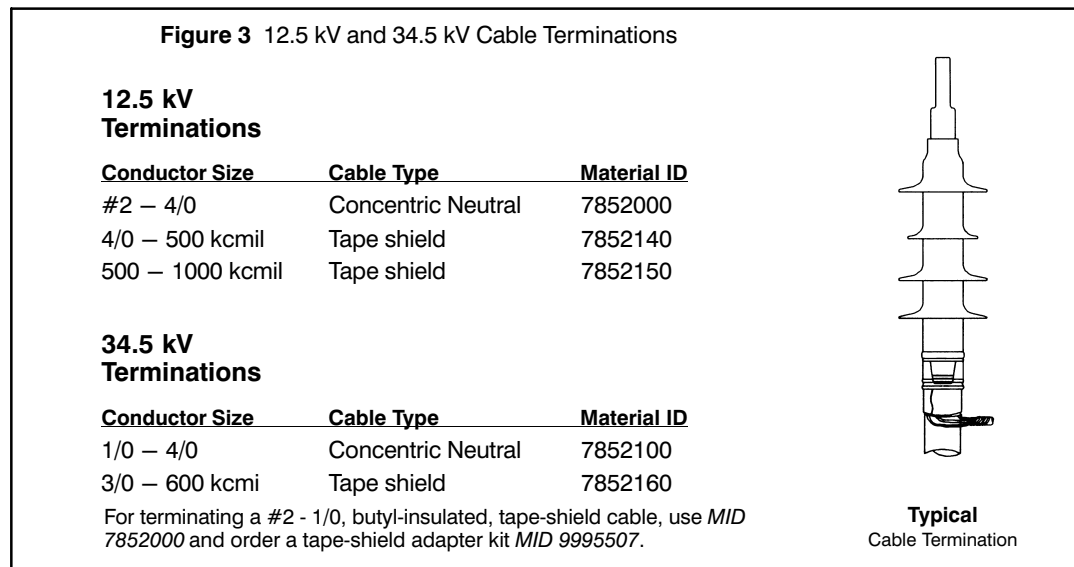 Figure 3 12.5 kV and 34.5 kV Cable Terminations
12.5 kV
Terminations
Conductor Size Cable Type Material ID
#2 — 4/0 Concentric Neutral 7852000
4/0 — 500 kcmil Tape shield 7852140
500 — 1000 kcmil Tape shield 7852150
34.5 kV
Terminations
Conductor Size Cable Type Material ID
1/0 — 4/0 Concentric Neutral 7852100
3/0 — 600 kcmi Tape shield 7852160
For terminating a #2 - 1/0, butyl-insulated, tape-shield cable, use MID
7852000 and order a tape-shield adapter kit MID 9995507.
Typical
Cable Termination